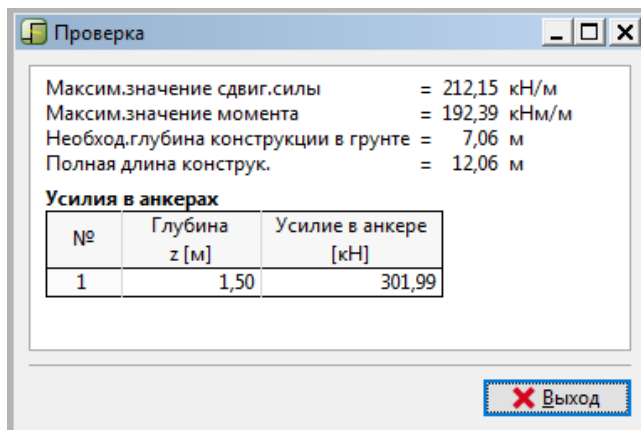 Проверка
Максим.значение сдвиг.силы = 212,15 кН/м
Максим.значение момента = 192,39 кНм/м
Необход.глубина конструкции в грунте = 7,06 м
Полная длина конструк. = 12,06 м
Усилия в анкерах
№ Глубина z [м] Усилие в анкере [кН]
1 1,50 301,99
Выход